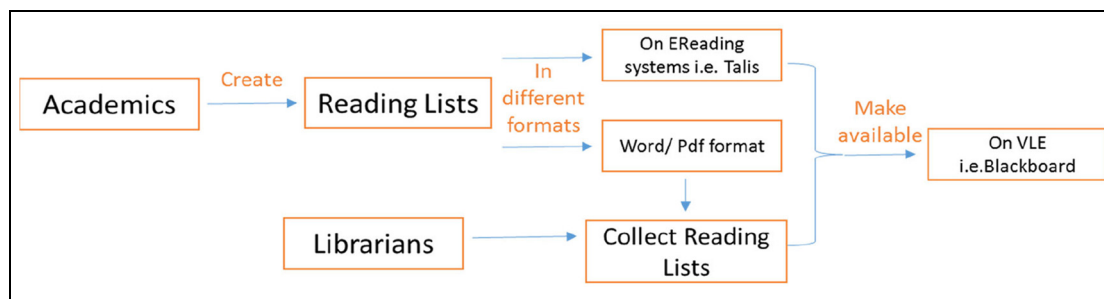 Academics
Create
Reading Lists
In
different
formats
On EReading
systems i.e. Talis
Word/ Pdf format
Librarians
Collect Reading
Lists
Make
available
On VLE
i.e.Blackboard